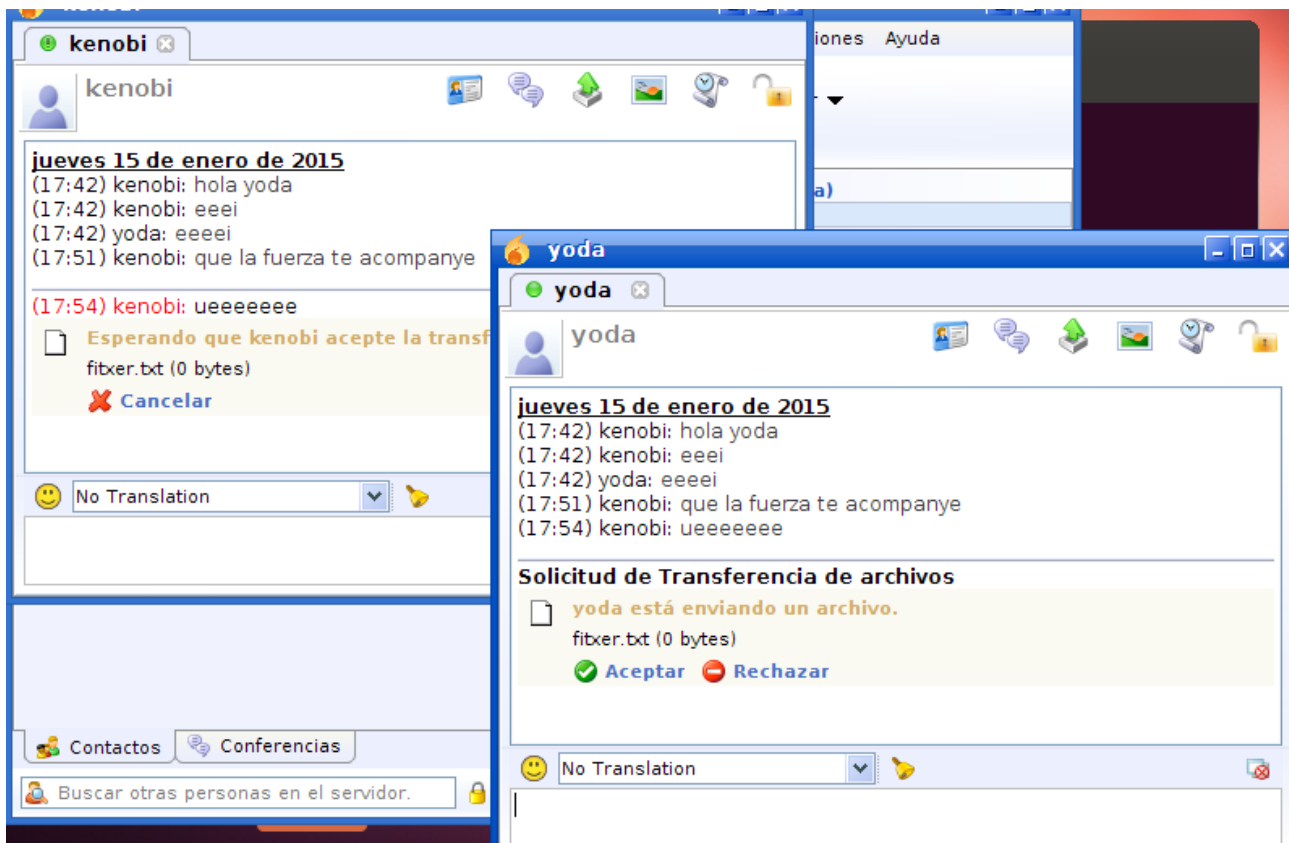 kenobi
iones Ayuda
kenobi
a)
jueves 15 de enero de 2015
(17:42) kenobi: hola yoda
(17:42) kenobi: eeei
(17:42) yoda: eeeei
(17:51) kenobi: que la fuerza te acompanye
(17:54) kenobi: ueeeeeee
Esperando que kenobi acepte la transf
fitxer.txt (0 bytes)
Cancelar
No Translation
Contactos Conferencias
Buscar otras personas en el servidor.
yoda
yoda
yoda
jueves 15 de enero de 2015
(17:42) kenobi: hola yoda
(17:42) kenobi: eeei
(17:42) yoda: eeeei
(17:51) kenobi: que la fuerza te acompanye
(17:54) kenobi: ueeeeeee
Solicitud de Transferencia de archivos
yoda está enviando un archivo.
fitxer.txt (0 bytes)
Aceptar Rechazar
No Translation